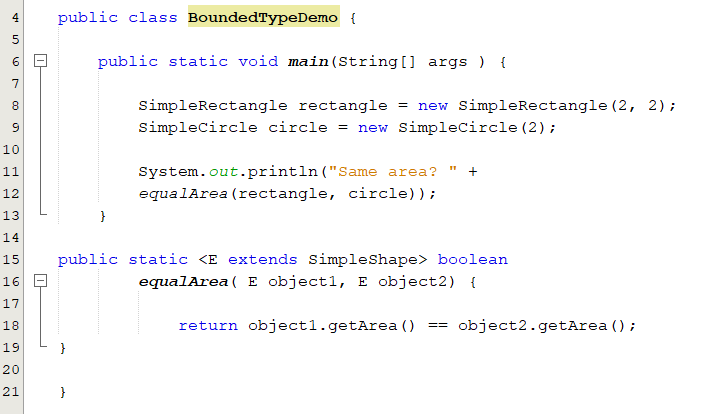 4 public class BoundedTypeDemo {
5
6 public static void main(String[] args ) {
7
8 SimpleRectangle rectangle = new SimpleRectangle(2, 2);
9 SimpleCircle circle = new SimpleCircle(2);
10
11 System.out.println("Same area? " +
12 equalArea(rectangle, circle));
13 }
14
15 public static <E extends SimpleShape> boolean
16 equalArea( E object1, E object2) {
17
18 return object1.getArea() == object2.getArea();
19 }
20
21 }